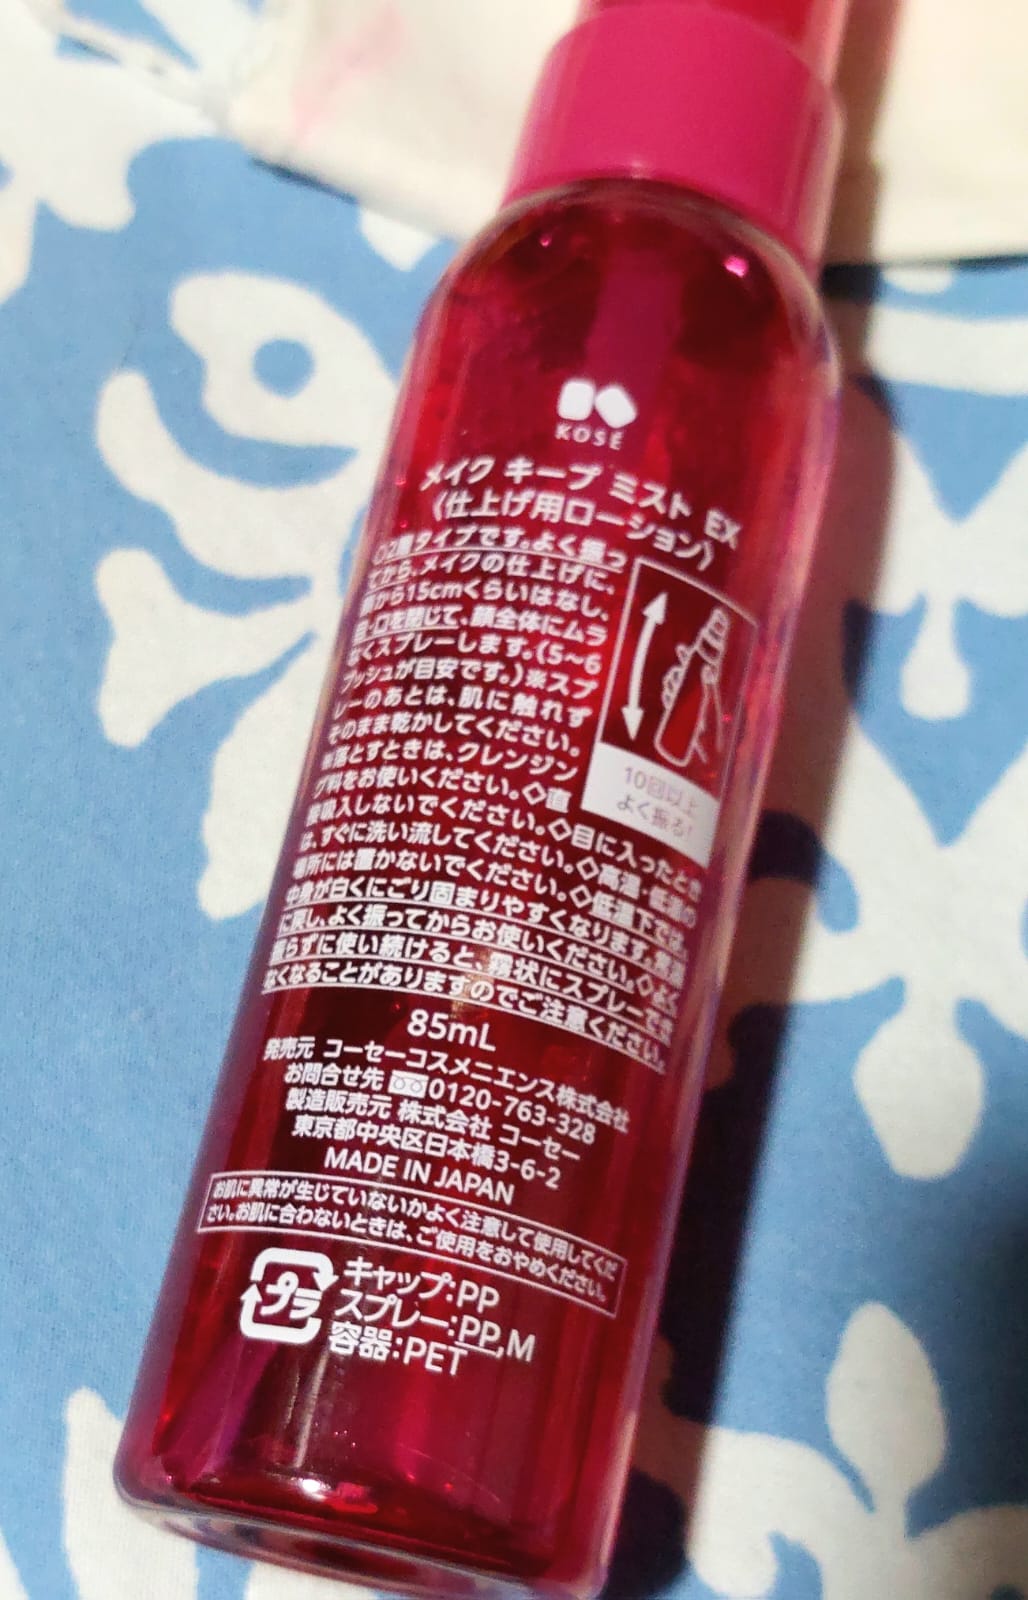 KOSÉ
メイク キープ ミスト EX
〈仕上げ用ローション〉
◇2層タイプです。よく振っ
てから、メイクの仕上げに、
顔から15cmくらいはなし、
目・口を閉じて、顔全体にムラ
なくスプレーします。(5〜6
プッシュが目安です。)※スプ
レーのあとは、肌に触れず
そのまま乾かしてください。
※落とすときは、クレンジン
グ料をお使いください。◇直
接吸入しないでください。◇目に入ったとき
は、すぐに洗い流してください。◇高温・低温の
場所には置かないでください。◇低温下では、
中身が白くにごり固まりやすくなります。常温
に戻し、よく振ってからお使いください。◇よく
振らずに使い続けると、霧状にスプレーでき
なくなることがありますのでご注意ください。
10回以上
よく振る!
85mL
発売元 コーセーコスメニエンス株式会社
お問合せ先 0120-763-328
製造販売元 株式会社 コーセー
東京都中央区日本橋3-6-2
MADE IN JAPAN
お肌に異常が生じていないかよく注意して使用してくだ
さい。お肌に合わないときは、ご使用をおやめください。
プラ
キャップ:PP
スプレー:PP,M
容器:PET